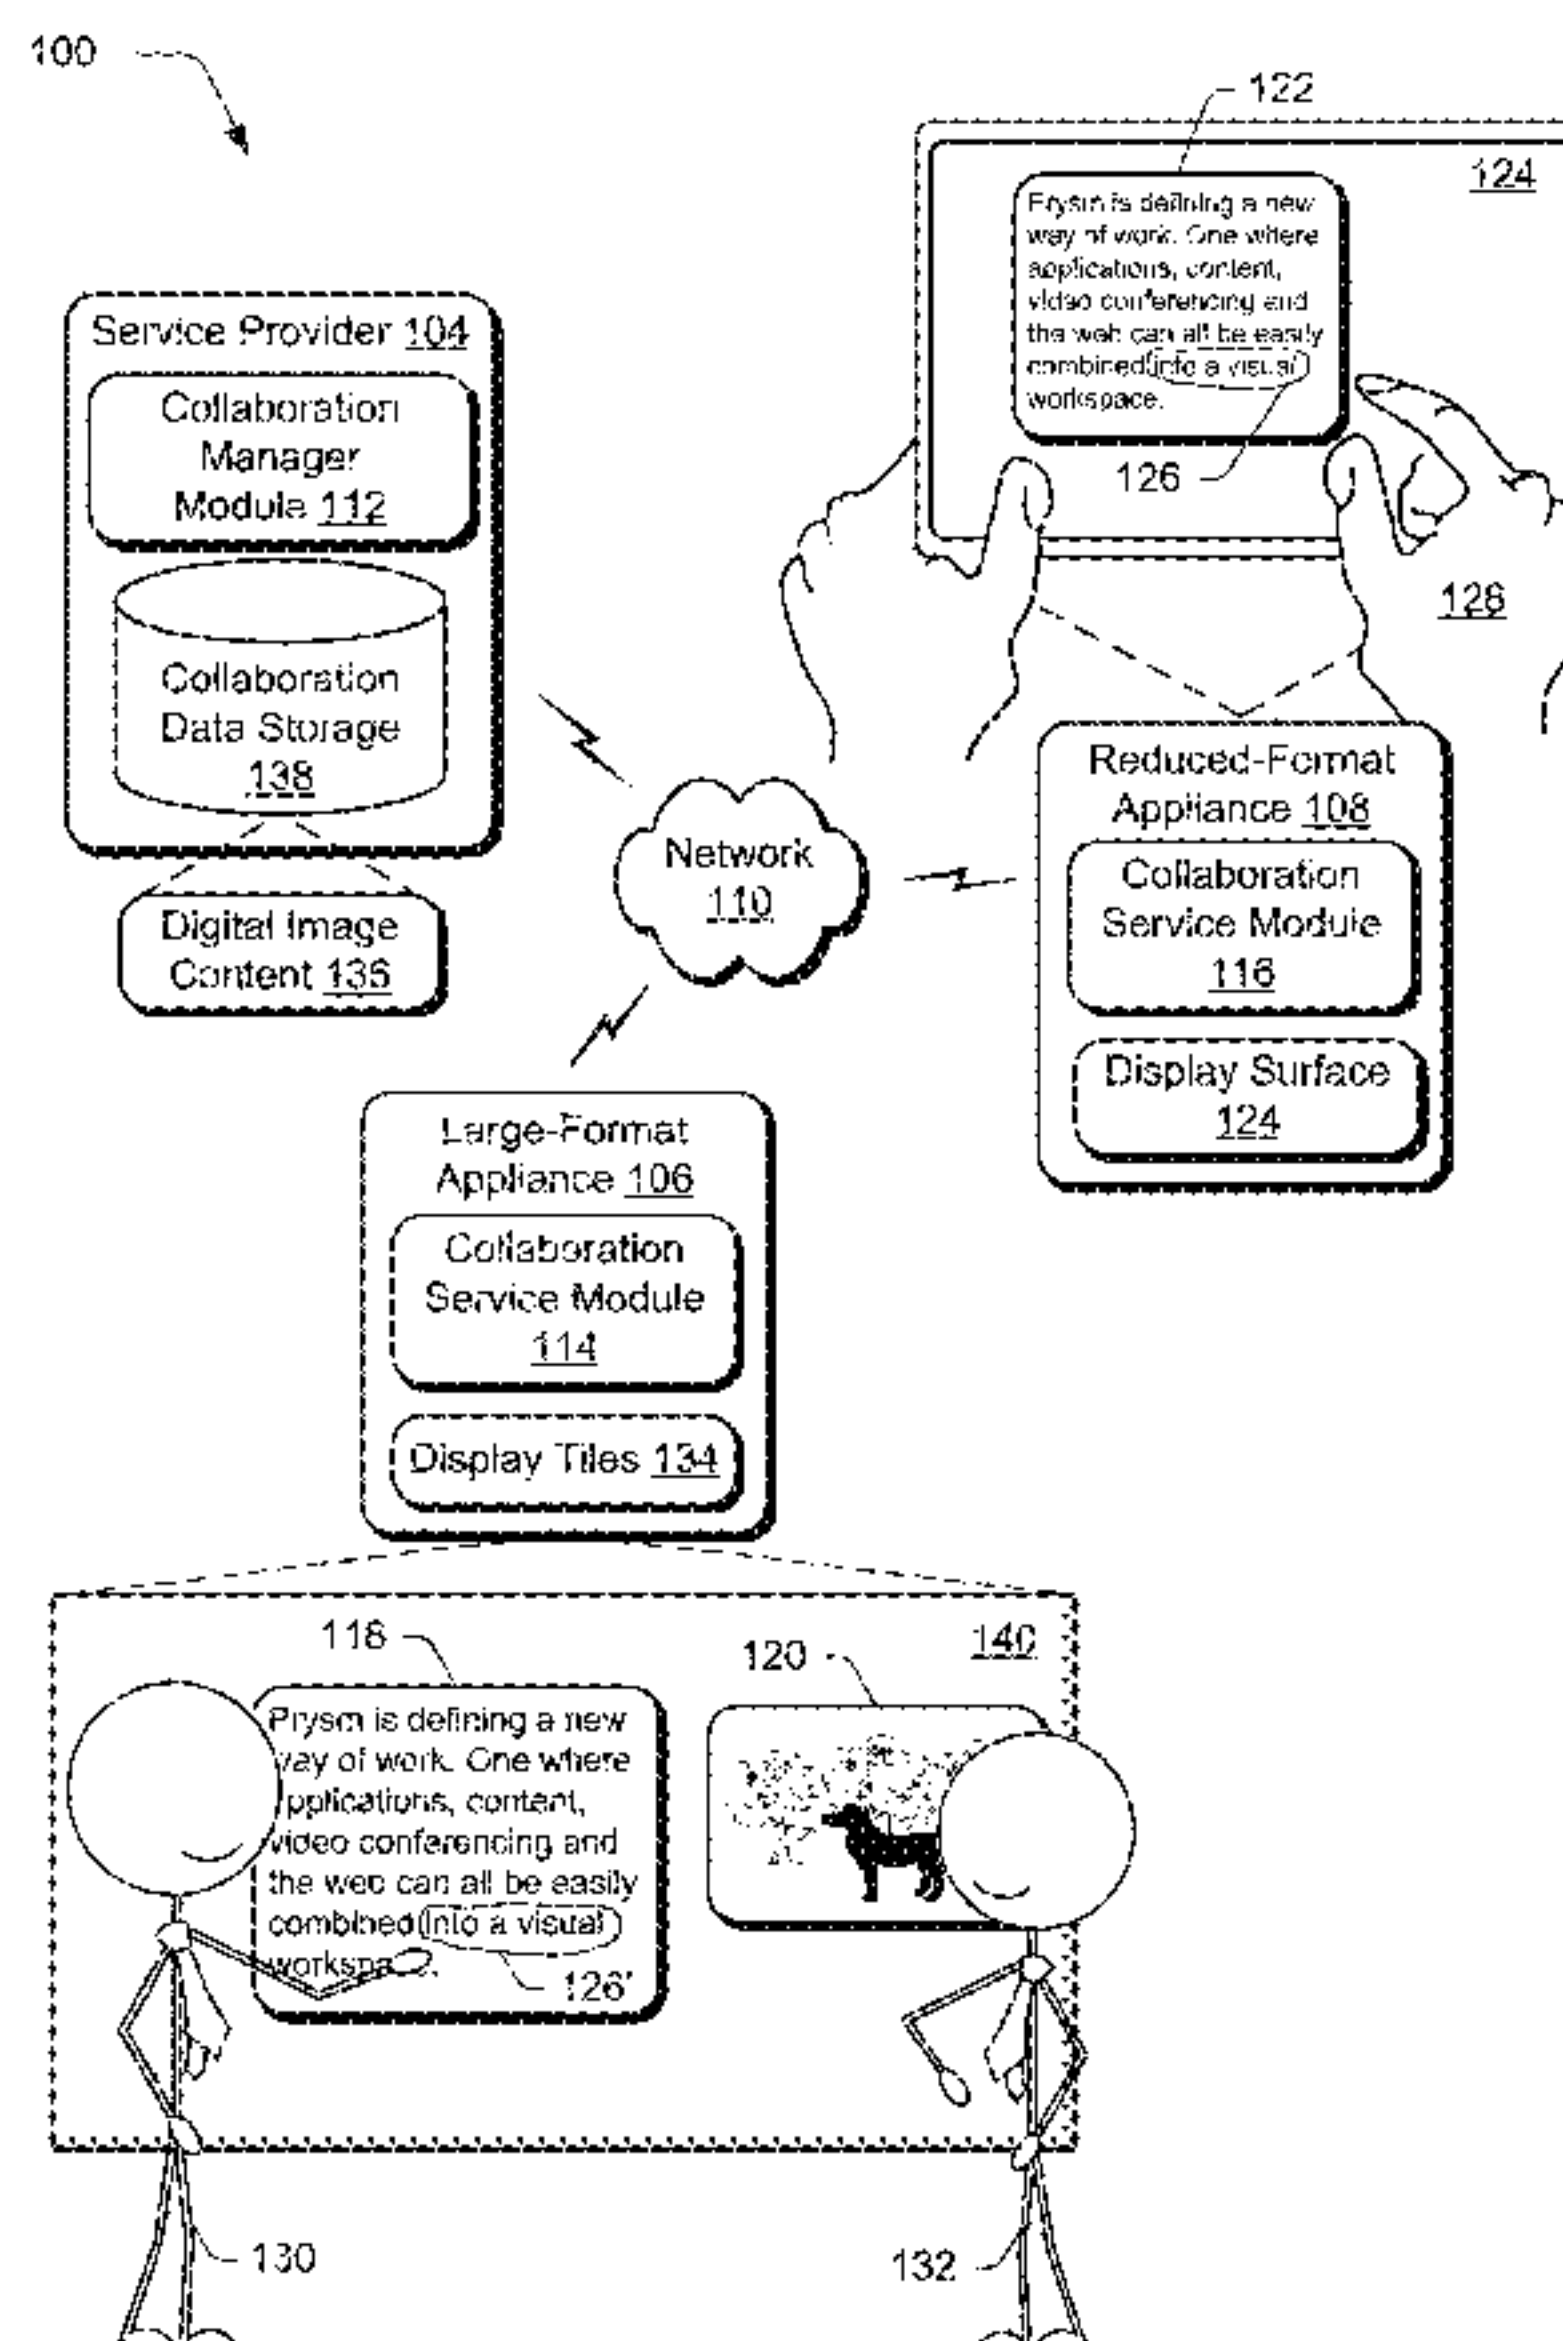 100
122
124
Prysm is defining a new
way of work. One where
applications, content,
video conferencing and
the web can all be easily
combined into a visual
workspace.
126
128
Service Provider 104
Collaboration
Manager
Module 112
Collaboration
Data Storage
138
Digital Image
Content 136
Network
110
Reduced-Format
Appliance 108
Collaboration
Service Module
116
Display Surface
124
Large-Format
Appliance 106
Collaboration
Service Module
114
Display Tiles 134
118
120
140
Prysm is defining a new
way of work. One where
applications, content,
video conferencing and
the web can all be easily
combined into a visual
126'
130
132